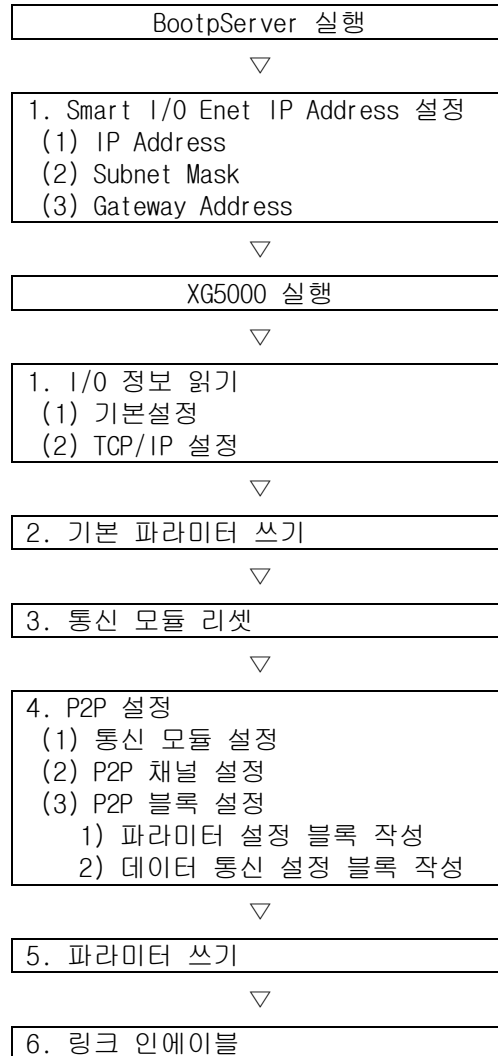 BootpServer 실행
▽
1. Smart I/O Enet IP Address 설정
(1) IP Address
(2) Subnet Mask
(3) Gateway Address
▽
XG5000 실행
▽
1. I/O 정보 읽기
(1) 기본설정
(2) TCP/IP 설정
▽
2. 기본 파라미터 쓰기
▽
3. 통신 모듈 리셋
▽
4. P2P 설정
(1) 통신 모듈 설정
(2) P2P 채널 설정
(3) P2P 블록 설정
1) 파라미터 설정 블록 작성
2) 데이터 통신 설정 블록 작성
▽
5. 파라미터 쓰기
▽
6. 링크 인에이블